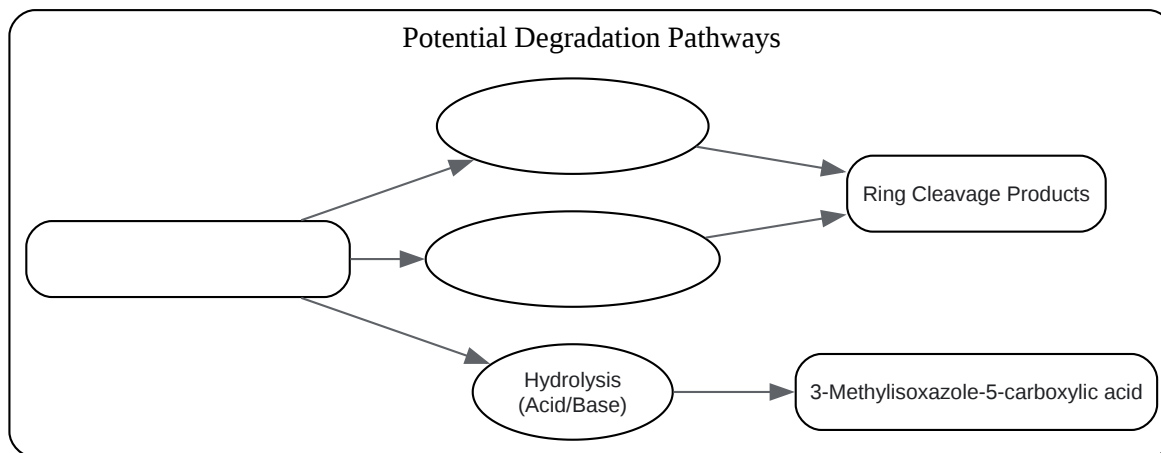 Potential Degradation Pathways
Ring Cleavage Products
Hydrolysis
(Acid/Base)
3-Methylisoxazole-5-carboxylic acid